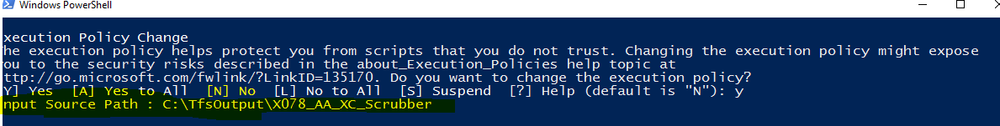 Windows PowerShell
xecution Policy Change
he execution policy helps protect you from scripts that you do not trust. Changing the execution policy might expose
ou to the security risks described in the about_Execution_Policies help topic at
ttp://go.microsoft.com/fwlink/?LinkID=135170. Do you want to change the execution policy?
Y] Yes  [A] Yes to All  [N] No  [L] No to All  [S] Suspend  [?] Help (default is "N"): y
nput Source Path : C:\TfsOutput\X078_AA_XC_Scrubber